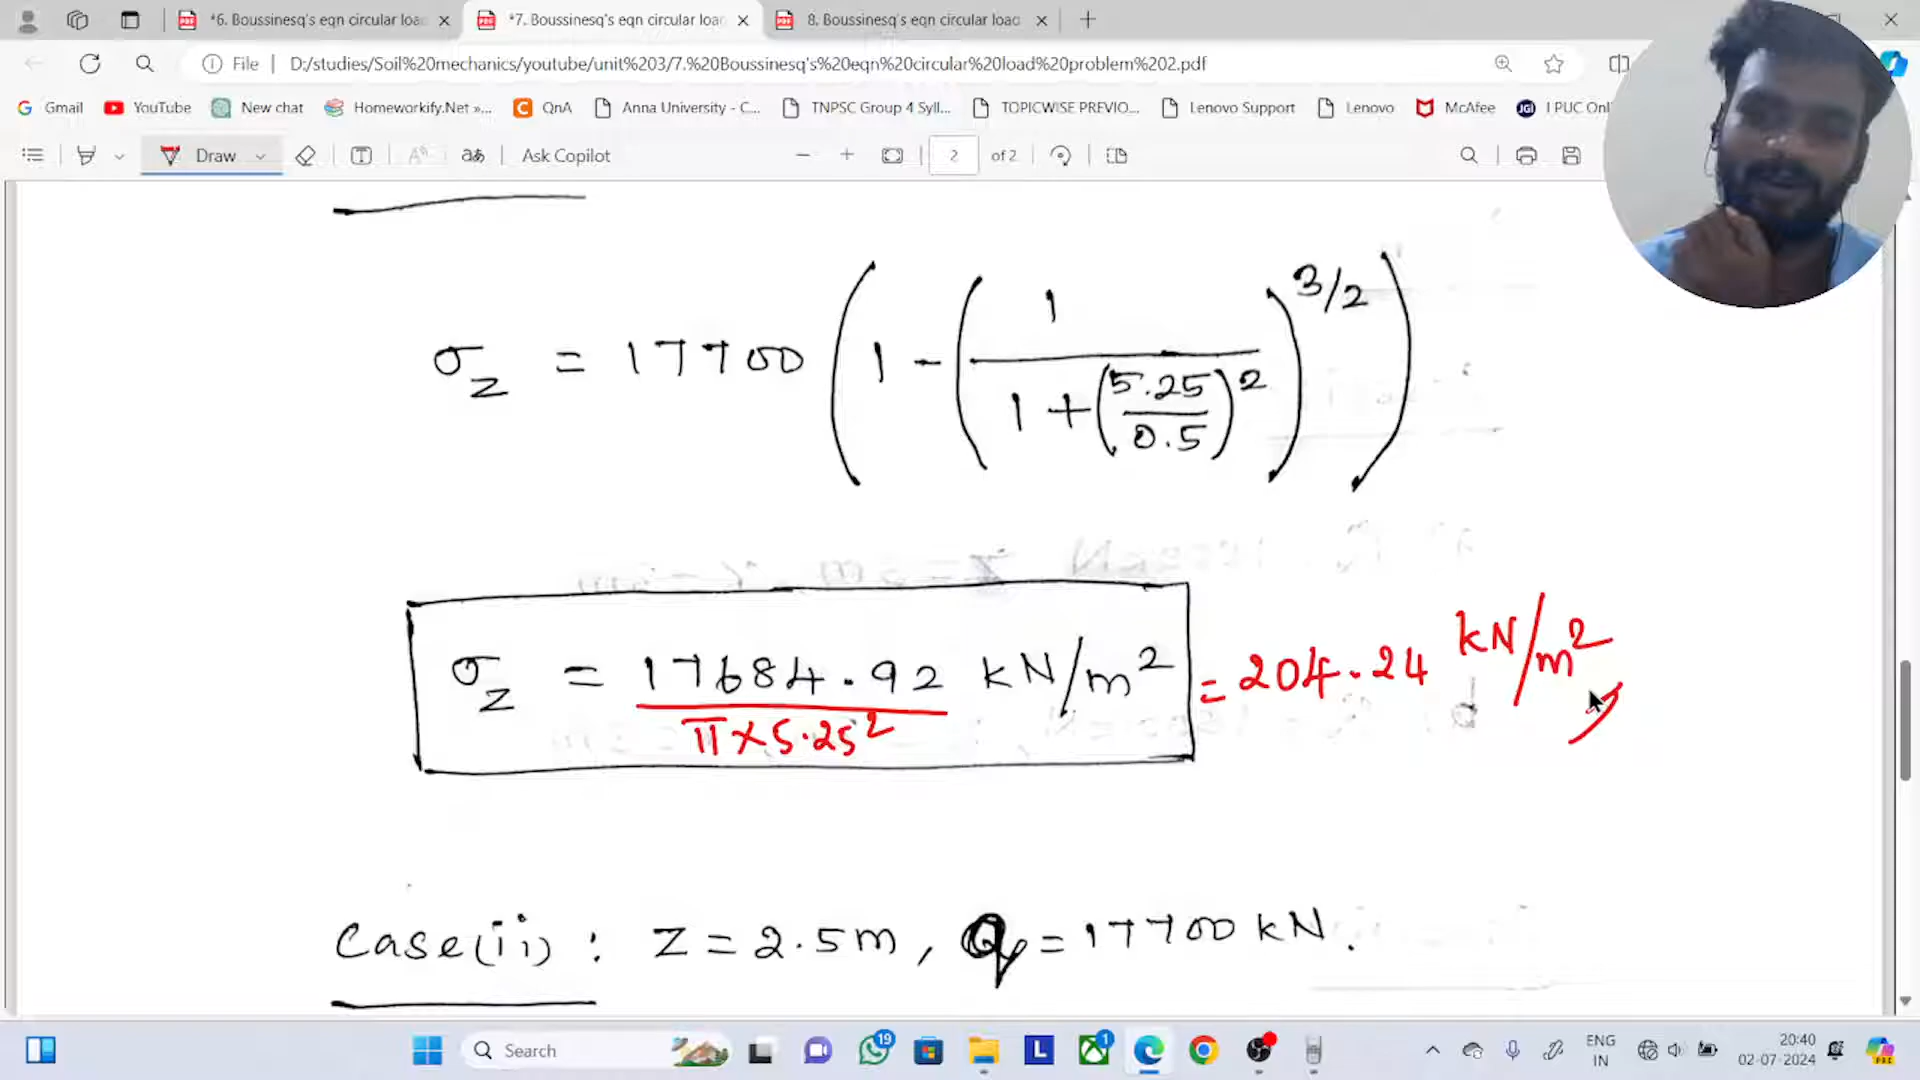 *6. Boussinesq's eqn circular loa
*7. Boussinesq's eqn circular loa
8. Boussinesq's eqn circular load
File
D:/studies/Soil%20mechanics/youtube/unit%203/7.%20Boussinesq's%20eqn%20circular%20load%20problem%202.pdf
Gmail
YouTube
New chat
Homeworkify.Net »...
QnA
Anna University - C...
TNPSC Group 4 Syll...
TOPICWISE PREVIO...
Lenovo Support
Lenovo
McAfee
I PUC Onl
Draw
Ask Copilot
2 of 2
σz = 17700 (1 - (1 / (1 + (5.25/0.5)²))^3/2)
σz = 17684.92 / π×5.25² kN/m² = 204.24 kN/m²
Case(ii) : Z = 2.5m, Q = 17700 kN.
Search
19
1
ENG
IN
20:40
02-07-2024